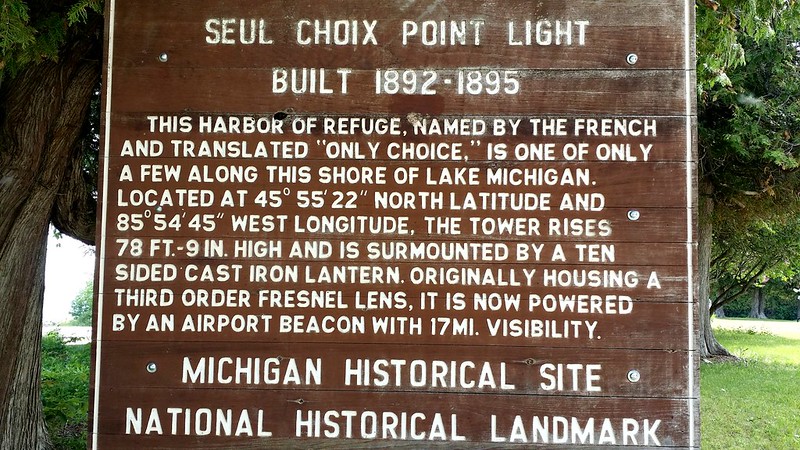 SEUL CHOIX POINT LIGHT
BUILT 1892-1895
THIS HARBOR OF REFUGE, NAMED BY THE FRENCH
AND TRANSLATED "ONLY CHOICE," IS ONE OF ONLY
A FEW ALONG THIS SHORE OF LAKE MICHIGAN.
LOCATED AT 45° 55' 22" NORTH LATITUDE AND
85° 54' 45" WEST LONGITUDE, THE TOWER RISES
78 FT.-9 IN. HIGH AND IS SURMOUNTED BY A TEN
SIDED CAST IRON LANTERN. ORIGINALLY HOUSING A
THIRD ORDER FRESNEL LENS, IT IS NOW POWERED
BY AN AIRPORT BEACON WITH 17MI. VISIBILITY.
MICHIGAN HISTORICAL SITE
NATIONAL HISTORICAL LANDMARK